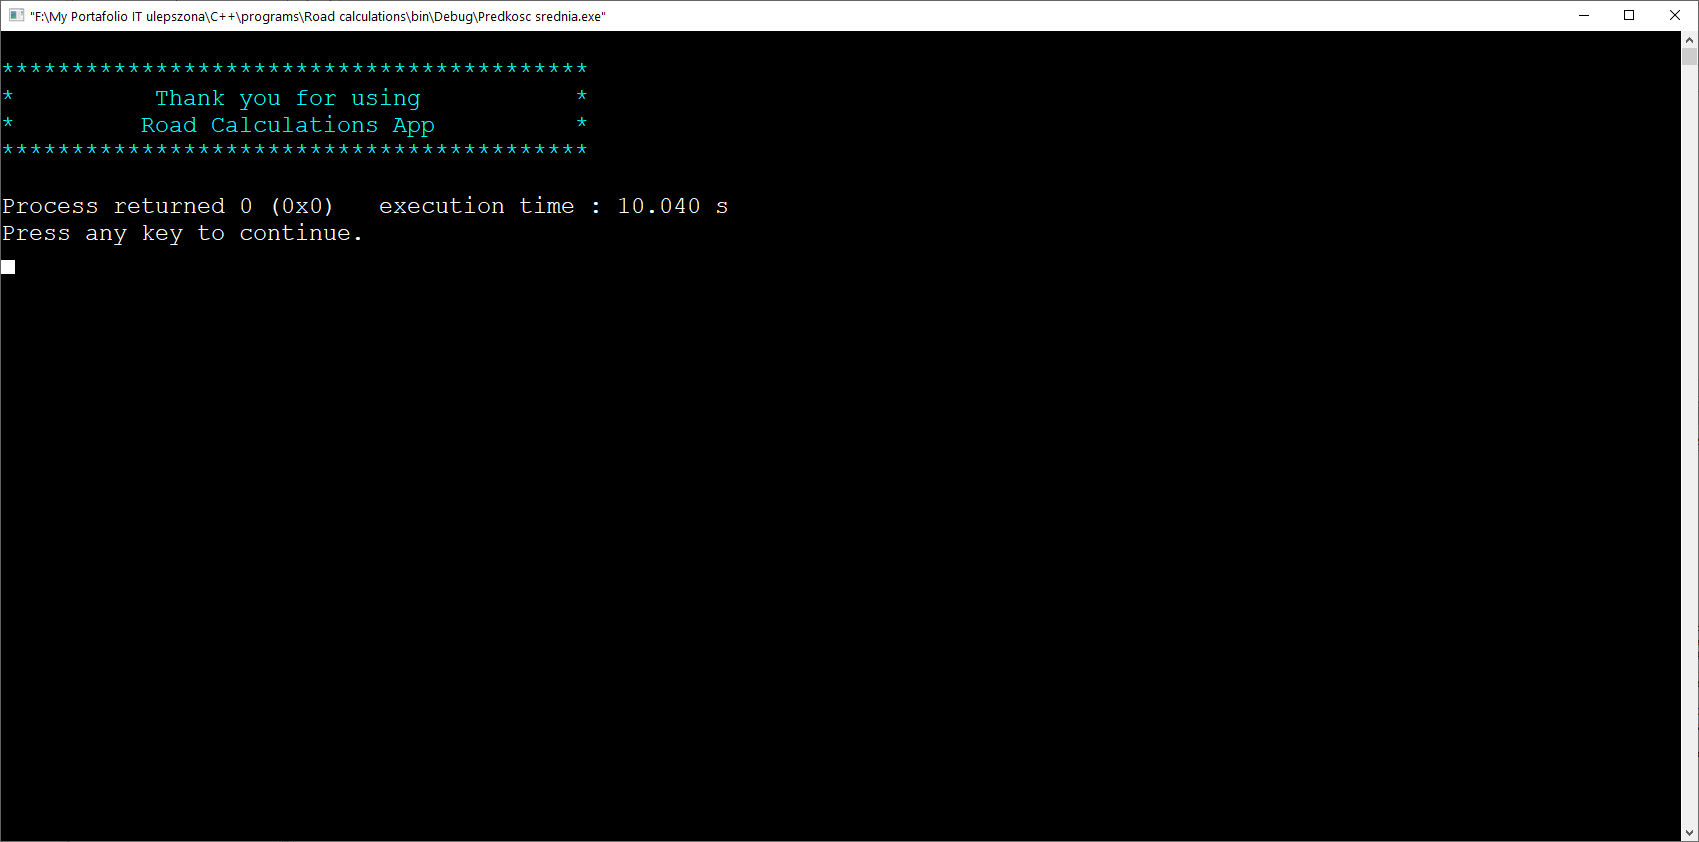 "F:\My Portafolio IT ulepszona\C++\programs\Road calculations\bin\Debug\Predkosc srednia.exe"
******************************************
*          Thank you for using           *
*         Road Calculations App          *
******************************************
Process returned 0 (0x0)   execution time : 10.040 s
Press any key to continue.